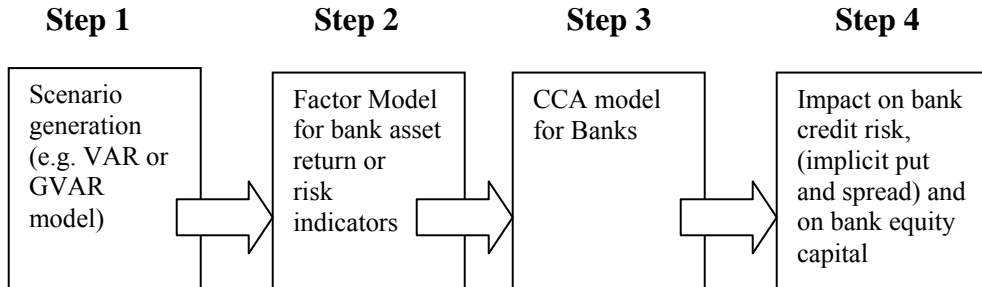 Step 1
Step 2
Step 3
Step 4
Scenario
generation
(e.g. VAR or
GVAR
model)
Factor Model
for bank asset
return or
risk
indicators
CCA model
for Banks
Impact on bank
credit risk,
(implicit put
and spread) and
on bank equity
capital